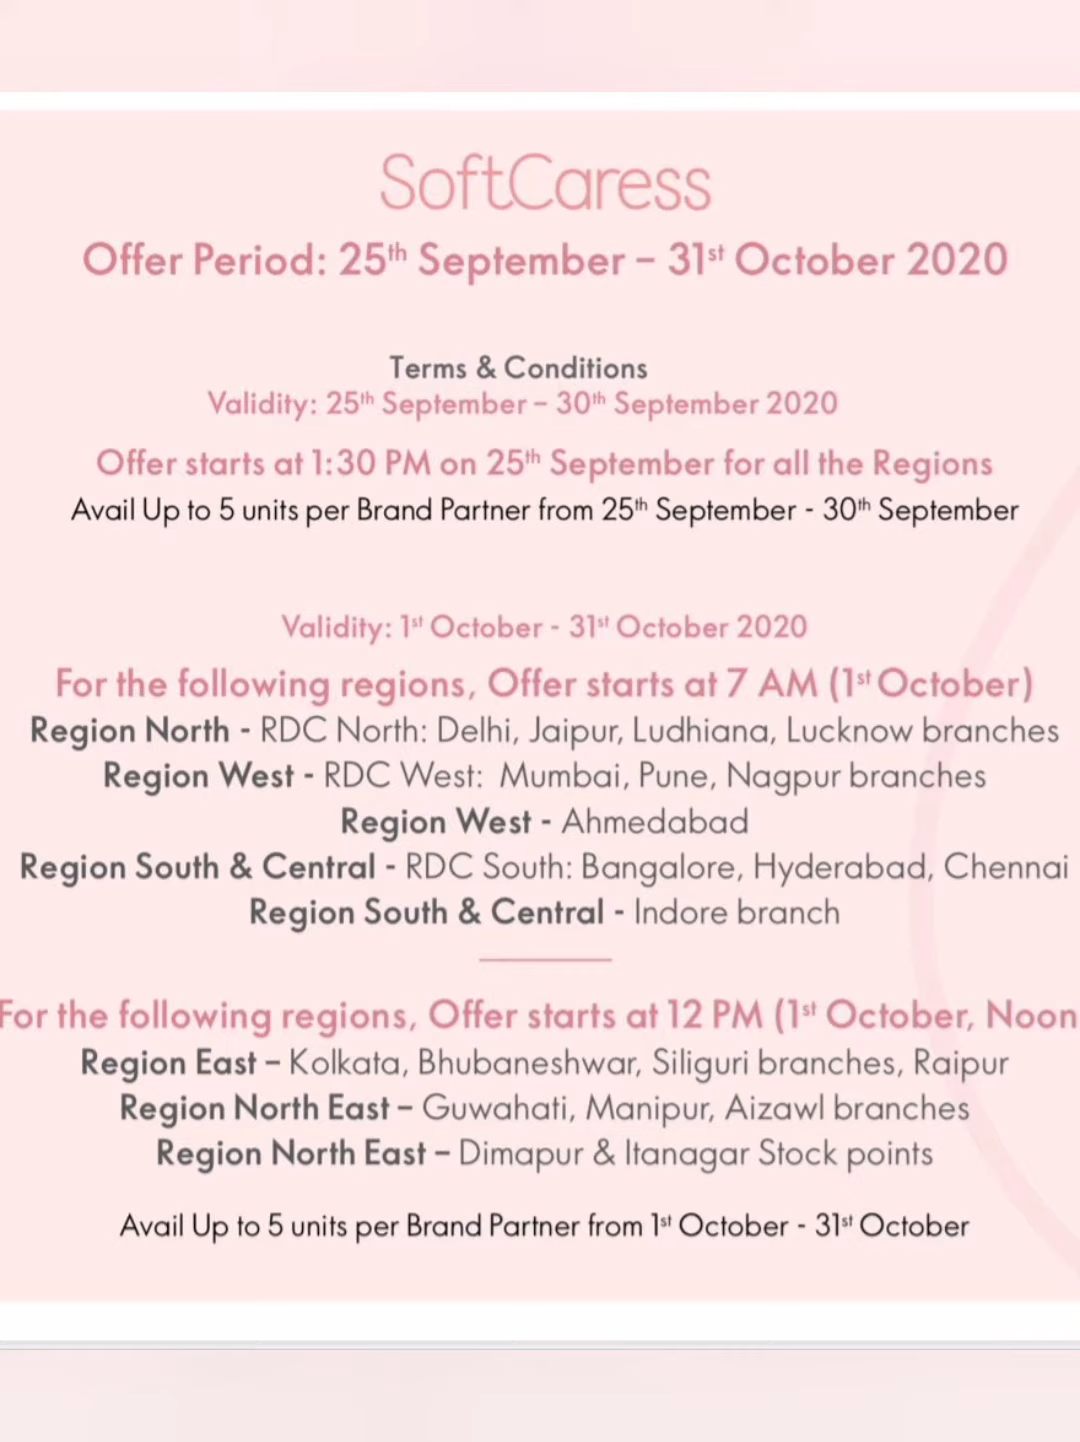 SoftCaress
Offer Period: 25th September – 31st October 2020
Terms & Conditions
Validity: 25th September – 30th September 2020
Offer starts at 1:30 PM on 25th September for all the Regions
Avail Up to 5 units per Brand Partner from 25th September - 30th September
Validity: 1st October - 31st October 2020
For the following regions, Offer starts at 7 AM (1st October)
Region North - RDC North: Delhi, Jaipur, Ludhiana, Lucknow branches
Region West - RDC West: Mumbai, Pune, Nagpur branches
Region West - Ahmedabad
Region South & Central - RDC South: Bangalore, Hyderabad, Chennai
Region South & Central - Indore branch
For the following regions, Offer starts at 12 PM (1st October, Noon
Region East – Kolkata, Bhubaneshwar, Siliguri branches, Raipur
Region North East – Guwahati, Manipur, Aizawl branches
Region North East – Dimapur & Itanagar Stock points
Avail Up to 5 units per Brand Partner from 1st October - 31st October